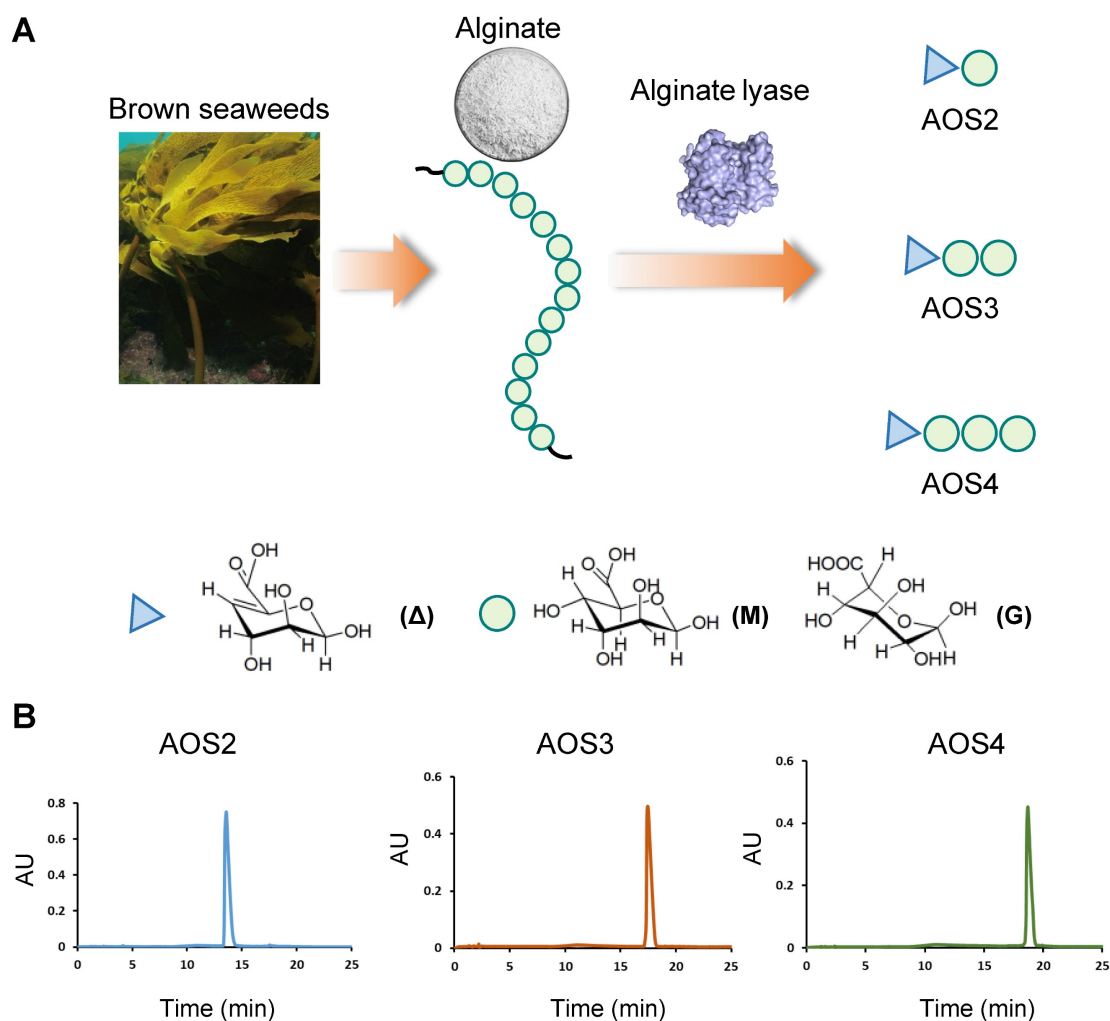 A
Alginate
Brown seaweeds
Alginate lyase
AOS2
AOS3
AOS4
OH
O
HO
H
O
H
OH
H
OH
H
(Δ)
OH
O
H
OH
HO
O
H
H
H
OH
OH
H
(M)
HOOC
H
H
OH
HO
O
OH
H
H
OHH
(G)
B
AOS2
AOS3
AOS4
0.8
0.6
0.4
0.2
0
AU
0 5 10 15 20 25
Time (min)
0.6
0.4
0.2
0
AU
0 5 10 15 20 25
Time (min)
0.6
0.4
0.2
0
AU
0 5 10 15 20 25
Time (min)